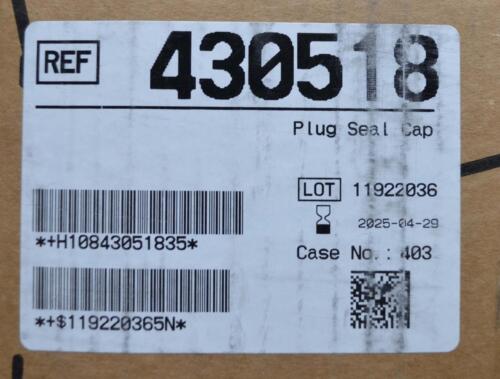 REF 430518
Plug Seal Cap
LOT 11922036
2025-04-29
Case No.: 403
*+H10843051835*
*+$119220365N*